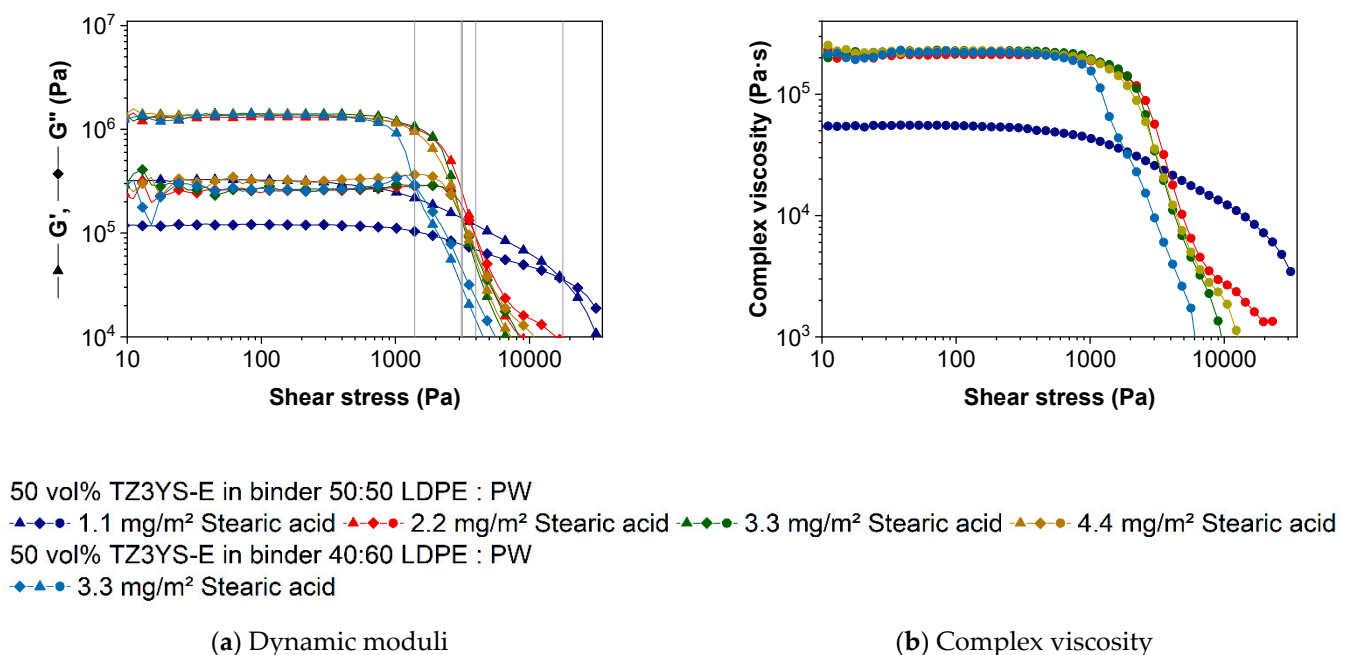 10⁷
10⁶
10⁵
10⁴
▲ G', ◆ G'' (Pa)
10 100 1000 10000
Shear stress (Pa)
10⁵
10⁴
10³
Complex viscosity (Pa·s)
10 100 1000 10000
Shear stress (Pa)
50 vol% TZ3YS-E in binder 50:50 LDPE : PW
1.1 mg/m² Stearic acid 2.2 mg/m² Stearic acid 3.3 mg/m² Stearic acid 4.4 mg/m² Stearic acid
50 vol% TZ3YS-E in binder 40:60 LDPE : PW
3.3 mg/m² Stearic acid
(a) Dynamic moduli
(b) Complex viscosity